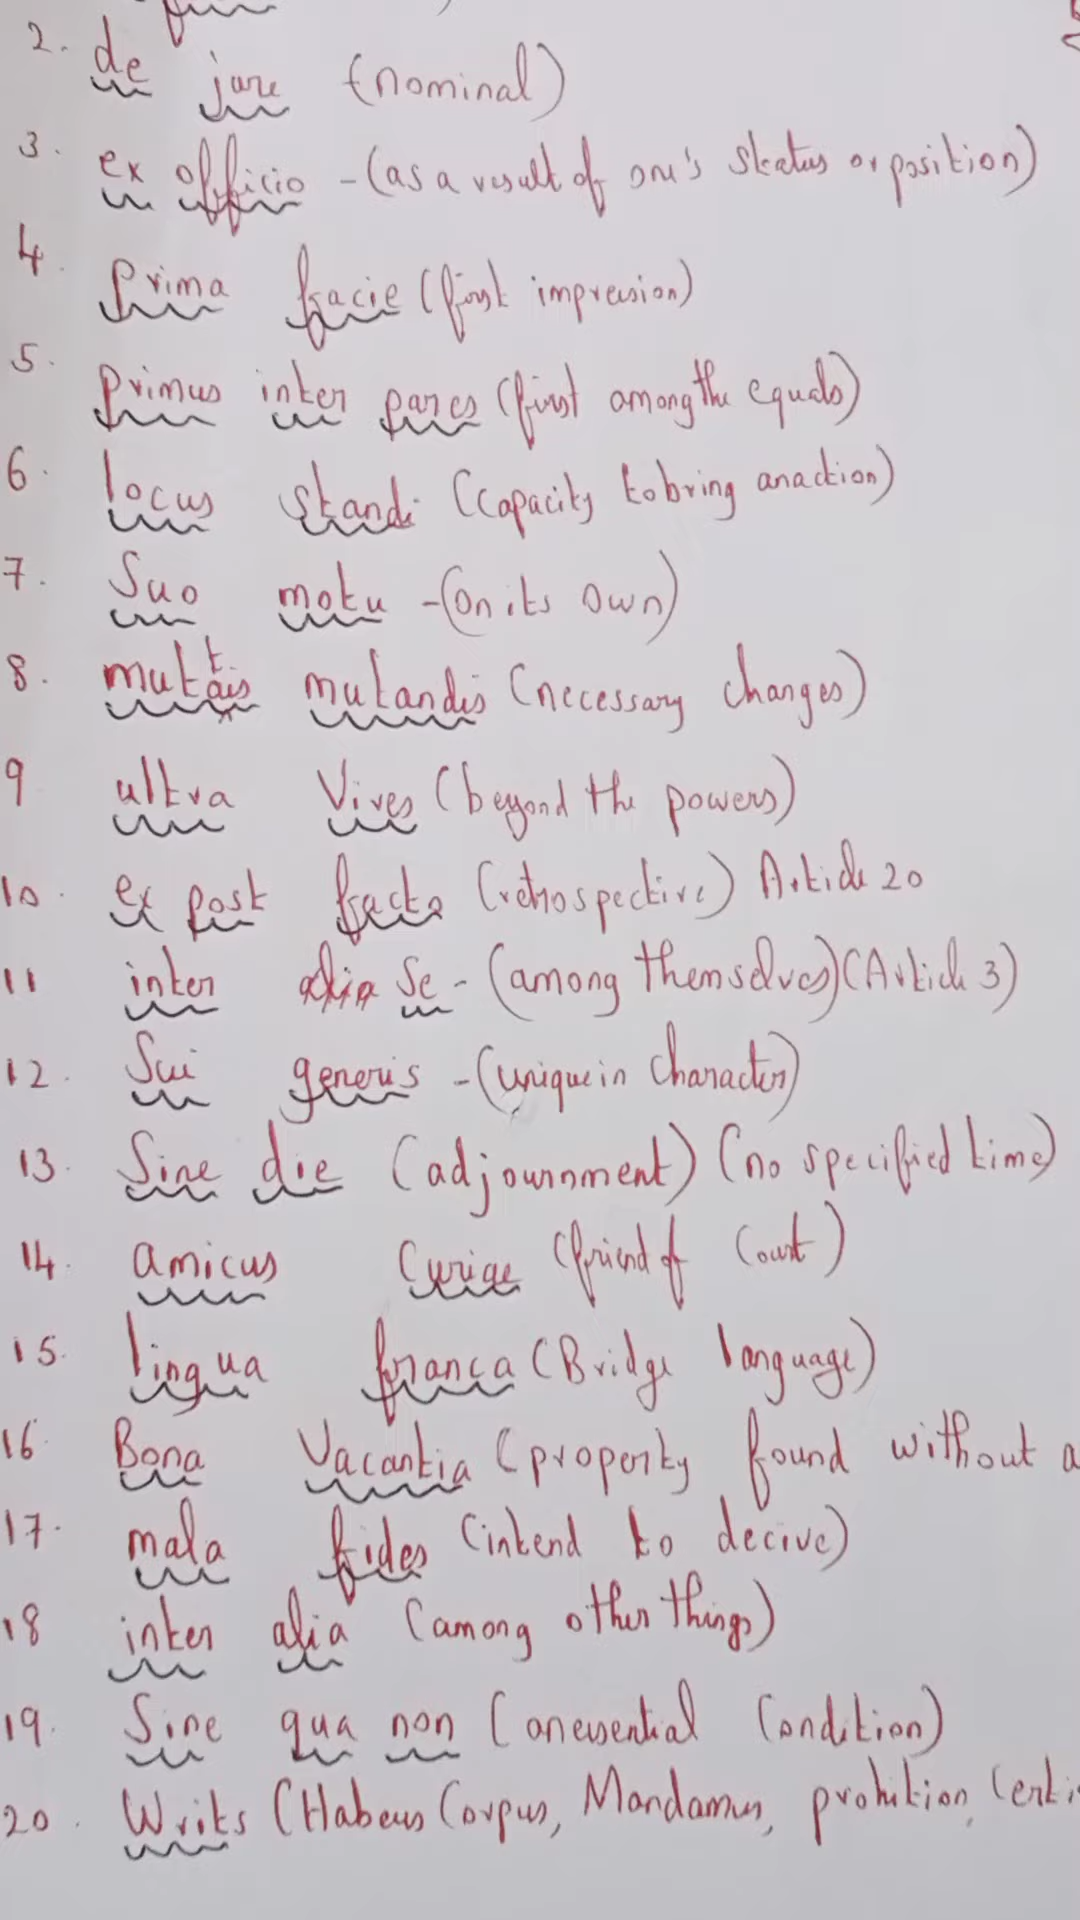 2. de jure (nominal)
3. ex officio - (as a result of one's status or position)
4. Prima facie (first impression)
5. Primus inter pares (first among the equals)
6. locus standi (capacity to bring an action)
7. Suo motu - (on its own)
8. mutatis mutandis (necessary changes)
9 ultra Vires (beyond the powers)
10. ex post facto (retrospective) Article 20
11 inter alia Se - (among themselves) (Article 3)
12. Sui generis - (unique in character)
13. Sine die (adjournment) (no specified time)
14. amicus Curiae (friend of Court)
15. lingua franca (Bridge language)
16. Bona Vacantia (property found without a
17. mala fides (intend to decive)
18 inter alia (among other things)
19. Sine qua non (an essential Condition)
20. Writs (Habeus Corpus, Mandamus, prohibition, Certi